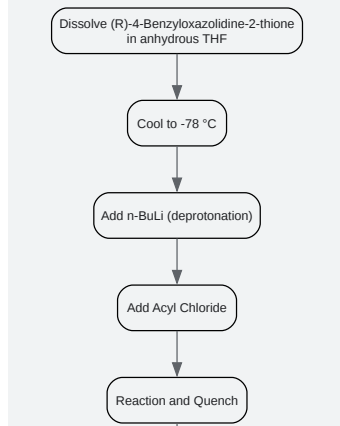 Dissolve (R)-4-Benzyloxazolidine-2-thione
in anhydrous THF
Cool to -78 °C
Add n-BuLi (deprotonation)
Add Acyl Chloride
Reaction and Quench